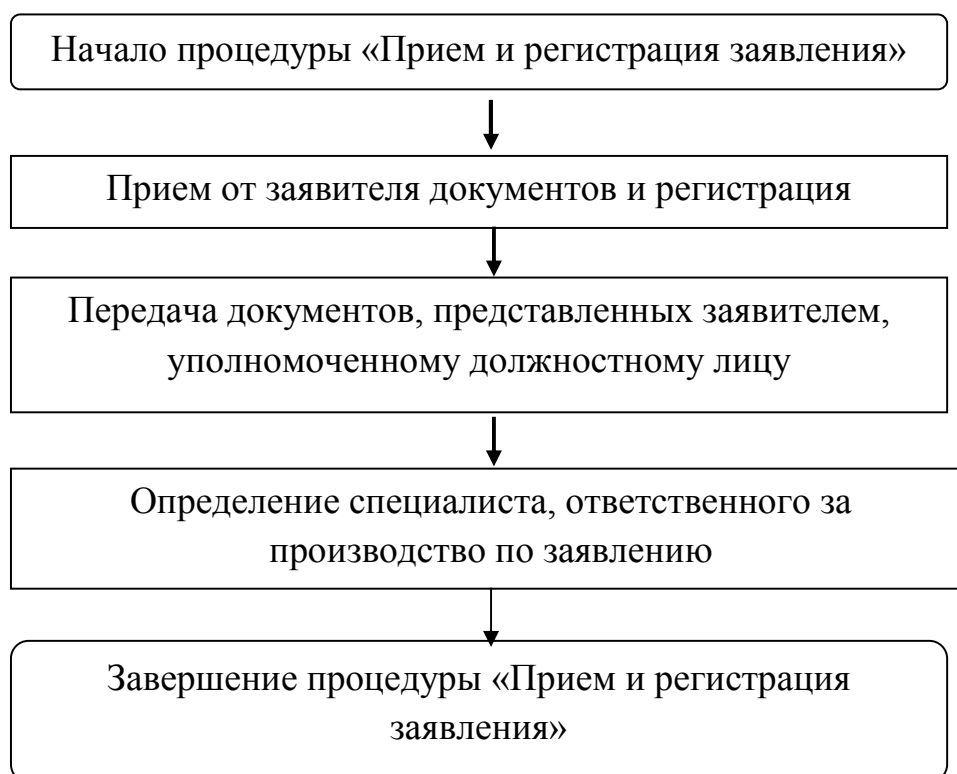 Начало процедуры «Прием и регистрация заявления»
Прием от заявителя документов и регистрация
Передача документов, представленных заявителем,
уполномоченному должностному лицу
Определение специалиста, ответственного за
производство по заявлению
Завершение процедуры «Прием и регистрация
заявления»